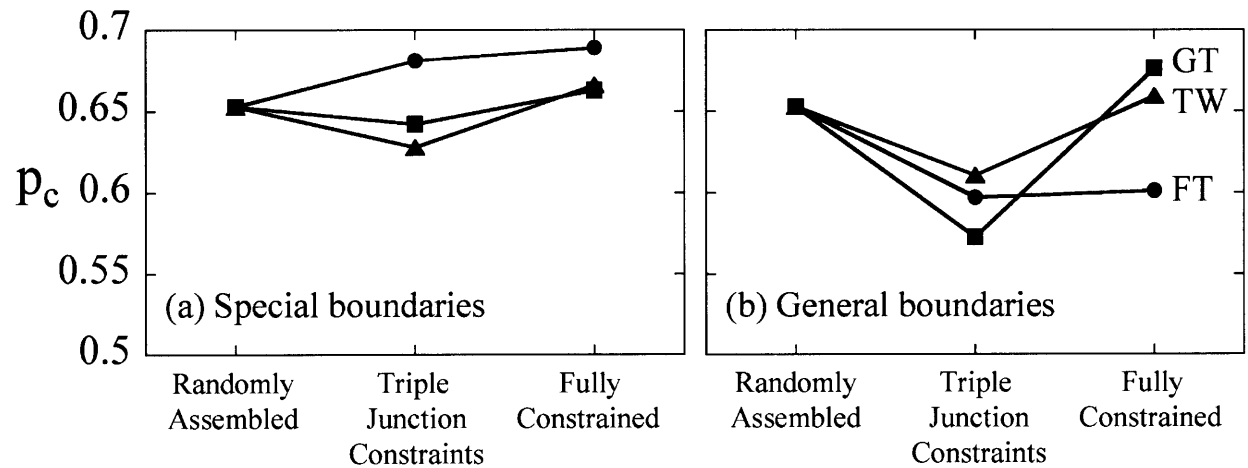 0.7
0.65
p_c 0.6
0.55
0.5
(a) Special boundaries
Randomly
Assembled
Triple
Junction
Constraints
Fully
Constrained
GT
TW
FT
(b) General boundaries
Randomly
Assembled
Triple
Junction
Constraints
Fully
Constrained